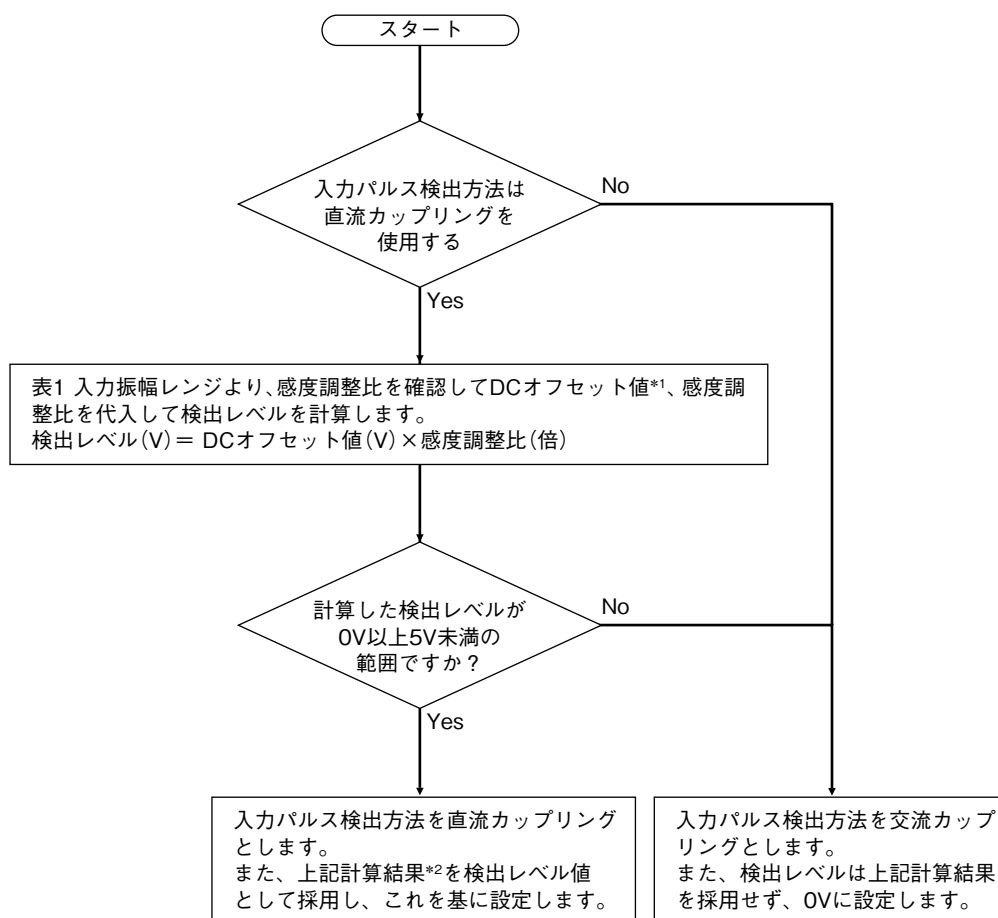 スタート
入力パルス検出方法は
直流カップリングを
使用する
No
Yes
表1 入力振幅レンジより、感度調整比を確認してDCオフセット値*1、感度調
整比を代入して検出レベルを計算します。
検出レベル(V)＝ DCオフセット値(V)×感度調整比(倍)
計算した検出レベルが
0V以上5V未満の
範囲ですか？
No
Yes
入力パルス検出方法を直流カップリング
とします。
また、上記計算結果*2を検出レベル値
として採用し、これを基に設定します。
入力パルス検出方法を交流カップ
リングとします。
また、検出レベルは上記計算結果
を採用せず、0Vに設定します。